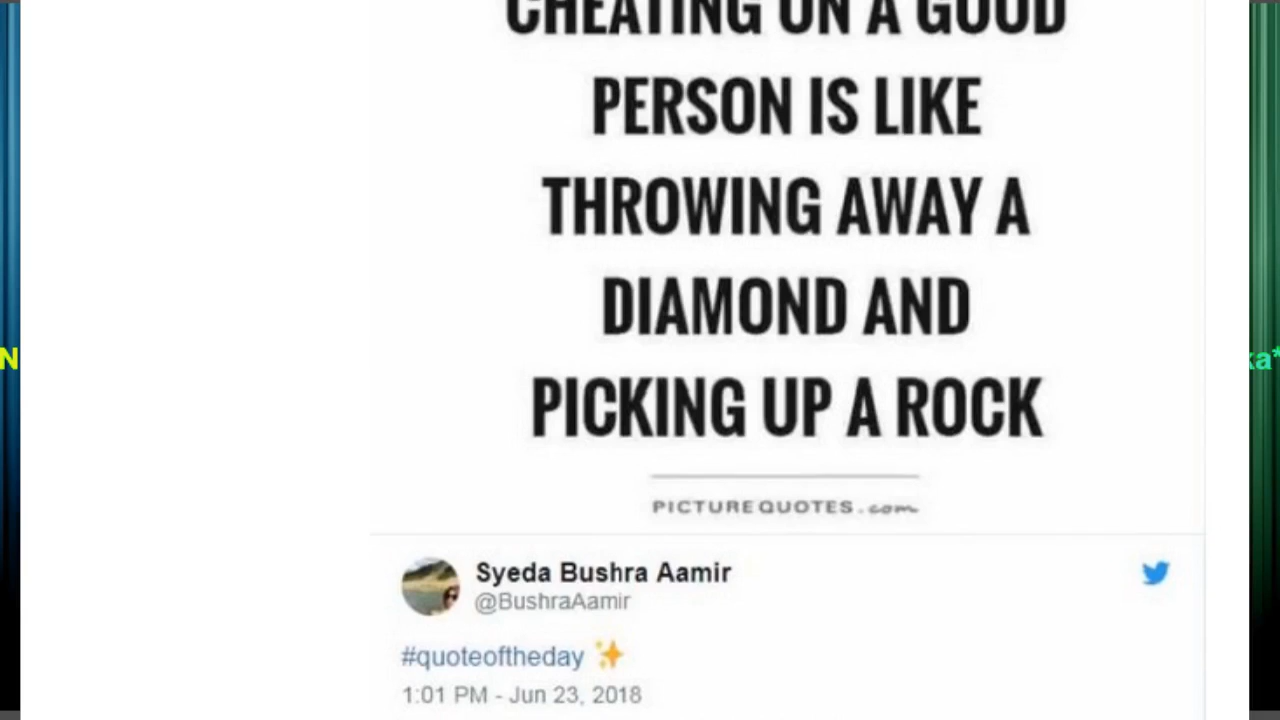 CHEATING ON A GOOD
PERSON IS LIKE
THROWING AWAY A
DIAMOND AND
PICKING UP A ROCK
PICTUREQUOTES.com
Syeda Bushra Aamir
@BushraAamir
#quoteoftheday
1:01 PM - Jun 23, 2018
N